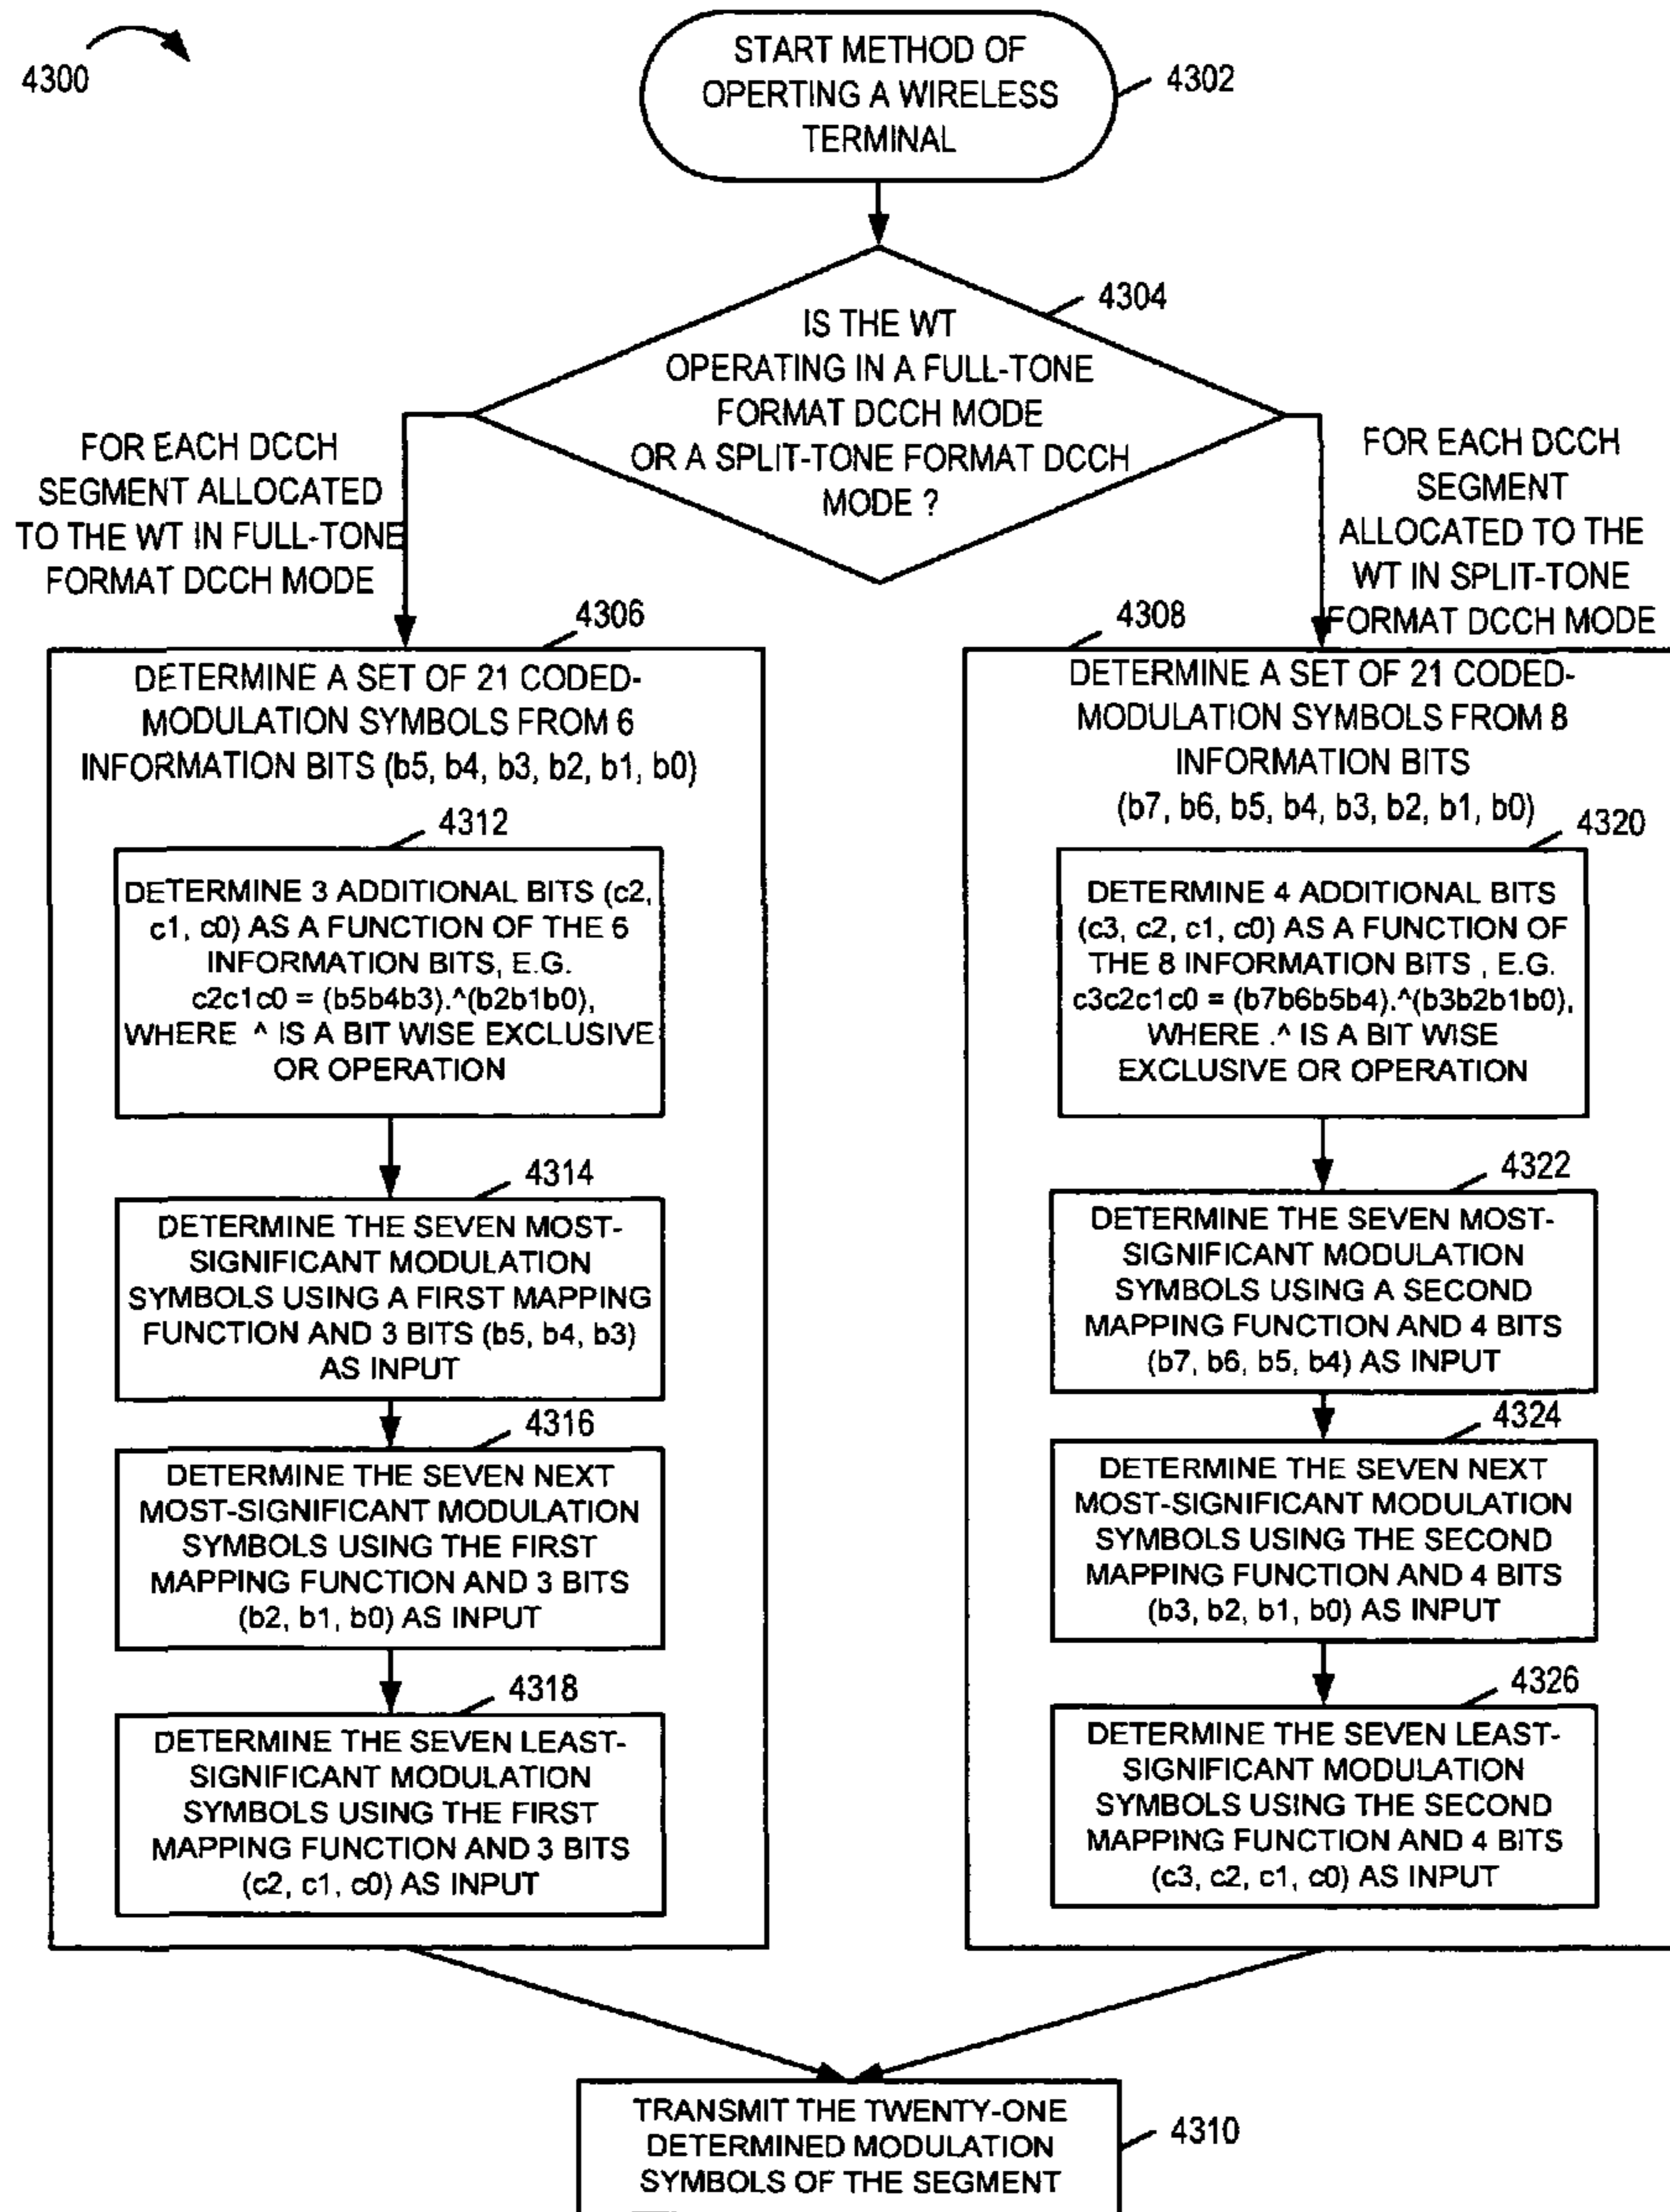 4300
START METHOD OF
OPERTING A WIRELESS
TERMINAL
4302
4304
IS THE WT
OPERATING IN A FULL-TONE
FORMAT DCCH MODE
OR A SPLIT-TONE FORMAT DCCH
MODE ?
FOR EACH DCCH
SEGMENT ALLOCATED
TO THE WT IN FULL-TONE
FORMAT DCCH MODE
FOR EACH DCCH
SEGMENT
ALLOCATED TO THE
WT IN SPLIT-TONE
FORMAT DCCH MODE
4306
DETERMINE A SET OF 21 CODED-
MODULATION SYMBOLS FROM 6
INFORMATION BITS (b5, b4, b3, b2, b1, b0)
4312
DETERMINE 3 ADDITIONAL BITS (c2,
c1, c0) AS A FUNCTION OF THE 6
INFORMATION BITS, E.G.
c2c1c0 = (b5b4b3).^(b2b1b0),
WHERE ^ IS A BIT WISE EXCLUSIVE
OR OPERATION
4314
DETERMINE THE SEVEN MOST-
SIGNIFICANT MODULATION
SYMBOLS USING A FIRST MAPPING
FUNCTION AND 3 BITS (b5, b4, b3)
AS INPUT
4316
DETERMINE THE SEVEN NEXT
MOST-SIGNIFICANT MODULATION
SYMBOLS USING THE FIRST
MAPPING FUNCTION AND 3 BITS
(b2, b1, b0) AS INPUT
4318
DETERMINE THE SEVEN LEAST-
SIGNIFICANT MODULATION
SYMBOLS USING THE FIRST
MAPPING FUNCTION AND 3 BITS
(c2, c1, c0) AS INPUT
4308
DETERMINE A SET OF 21 CODED-
MODULATION SYMBOLS FROM 8
INFORMATION BITS
(b7, b6, b5, b4, b3, b2, b1, b0)
4320
DETERMINE 4 ADDITIONAL BITS
(c3, c2, c1, c0) AS A FUNCTION OF
THE 8 INFORMATION BITS , E.G.
c3c2c1c0 = (b7b6b5b4).^(b3b2b1b0),
WHERE .^ IS A BIT WISE
EXCLUSIVE OR OPERATION
4322
DETERMINE THE SEVEN MOST-
SIGNIFICANT MODULATION
SYMBOLS USING A SECOND
MAPPING FUNCTION AND 4 BITS
(b7, b6, b5, b4) AS INPUT
4324
DETERMINE THE SEVEN NEXT
MOST-SIGNIFICANT MODULATION
SYMBOLS USING THE SECOND
MAPPING FUNCTION AND 4 BITS
(b3, b2, b1, b0) AS INPUT
4326
DETERMINE THE SEVEN LEAST-
SIGNIFICANT MODULATION
SYMBOLS USING THE SECOND
MAPPING FUNCTION AND 4 BITS
(c3, c2, c1, c0) AS INPUT
TRANSMIT THE TWENTY-ONE
DETERMINED MODULATION
SYMBOLS OF THE SEGMENT
4310